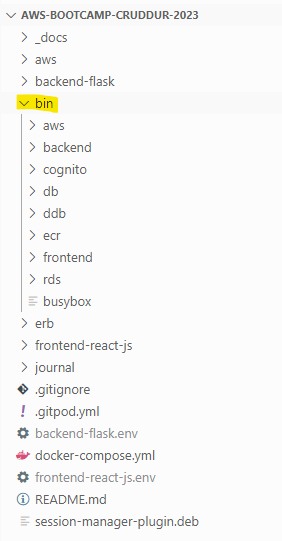 AWS-BOOTCAMP-CRUDDUR-2023
_docs
aws
backend-flask
bin
aws
backend
cognito
db
ddb
ecr
frontend
rds
busybox
erb
frontend-react-js
journal
.gitignore
.gitpod.yml
backend-flask.env
docker-compose.yml
frontend-react-js.env
README.md
session-manager-plugin.deb